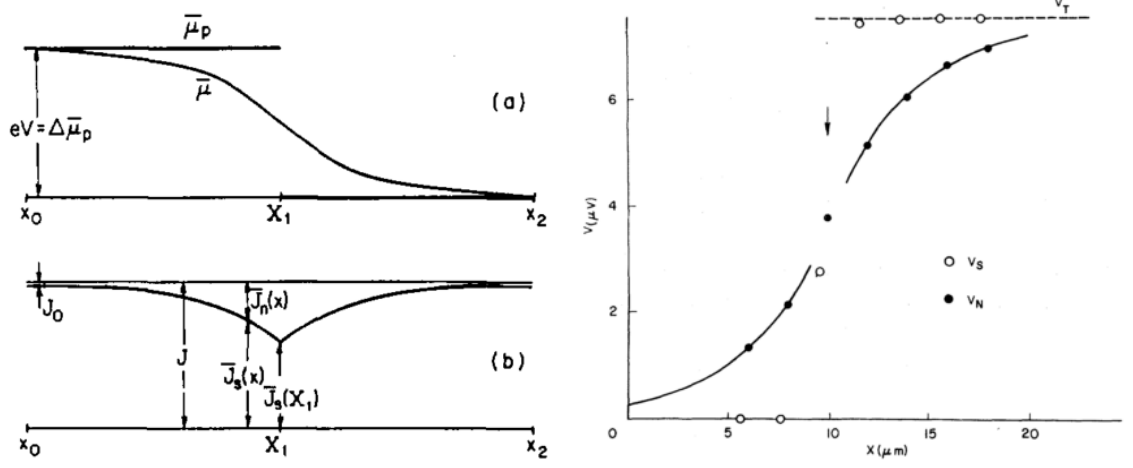 μ̄p
μ̄
(a)
eV=Δμ̄p
x0 X1 x2
J0
J
J̄n(x)
J̄s(x)
J̄s(X1)
(b)
x0 X1 x2
VT
6
4
2
0
V(μV)
○ VS
● VN
5 10 15 20
X(μm)